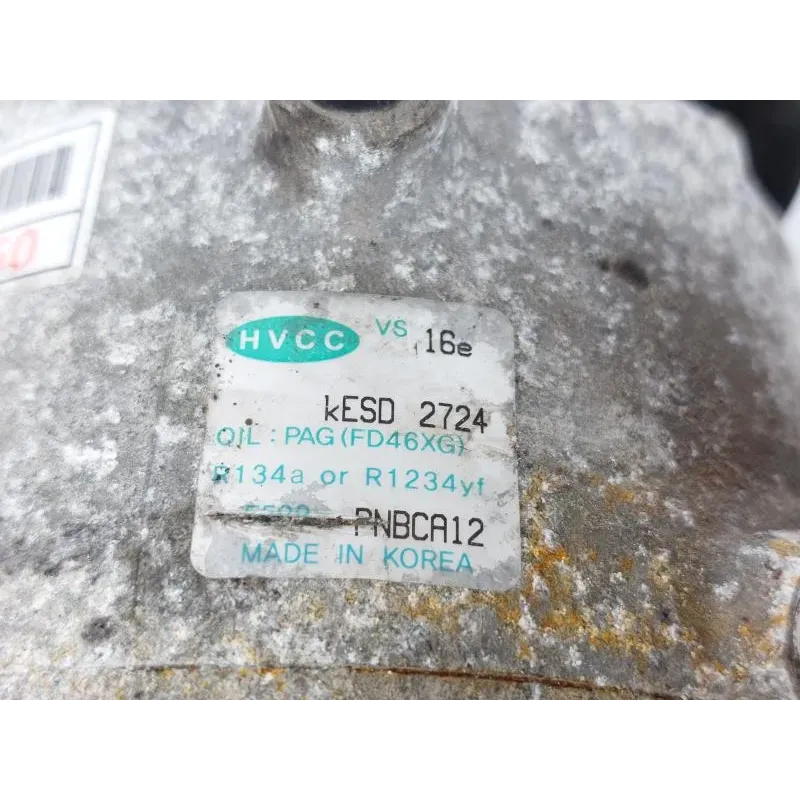 HVCC VS 16e
kESD 2724
OIL : PAG(FD46XG)
R134a or R1234yf
PNBCA12
MADE IN KOREA